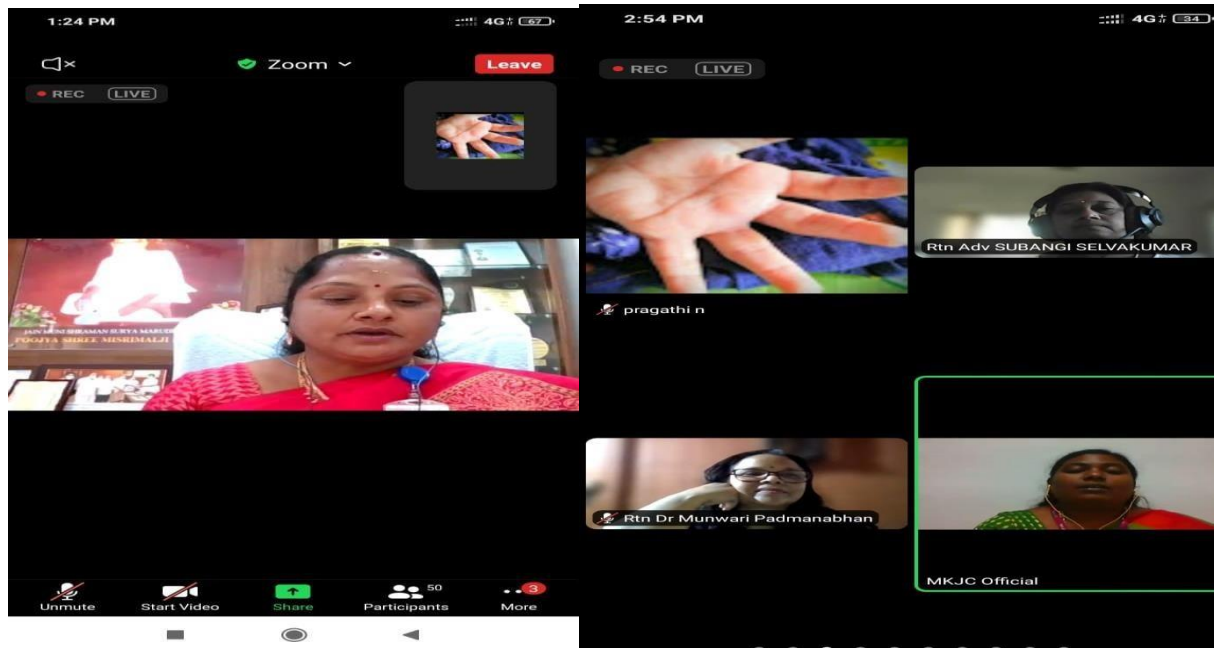 1:24 PM
4G 67
Zoom
Leave
REC LIVE
JAIN MUNI SHRAMAN SURYA MARUDH
POOJYA SHREE MISRIMALJI
50
3
Unmute Start Video Share Participants More
2:54 PM
4G 34
REC LIVE
Rtn Adv SUBANGI SELVAKUMAR
pragathi n
Rtn Dr Munwari Padmanabhan
MKJC Official